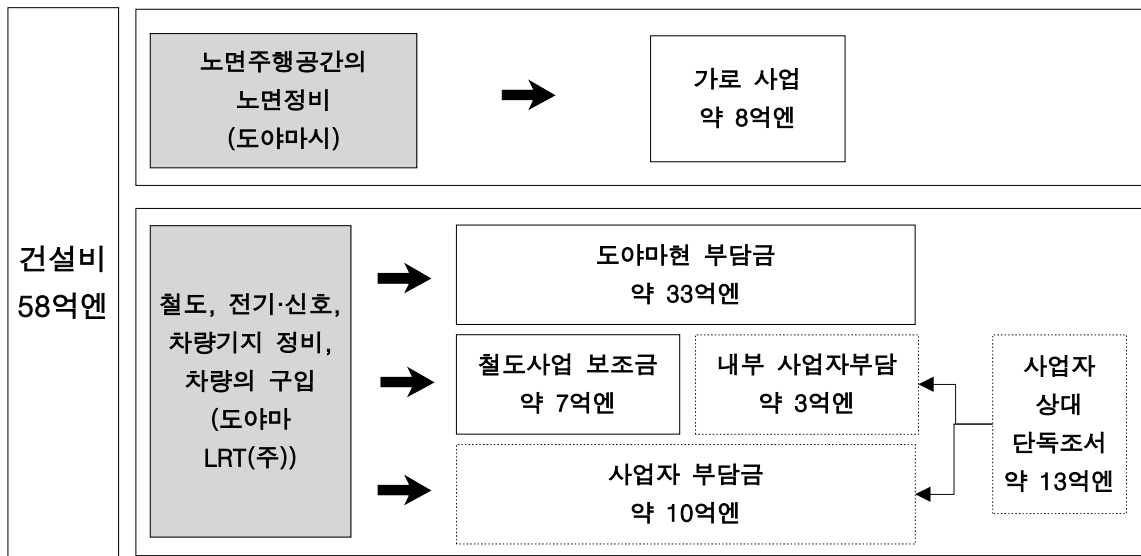 건설비
58억엔
노면주행공간의
노면정비
(도야마시)
가로 사업
약 8억엔
철도, 전기·신호,
차량기지 정비,
차량의 구입
(도야마
LRT(주))
도야마현 부담금
약 33억엔
철도사업 보조금
약 7억엔
내부 사업자부담
약 3억엔
사업자 부담금
약 10억엔
사업자
상대
단독조서
약 13억엔